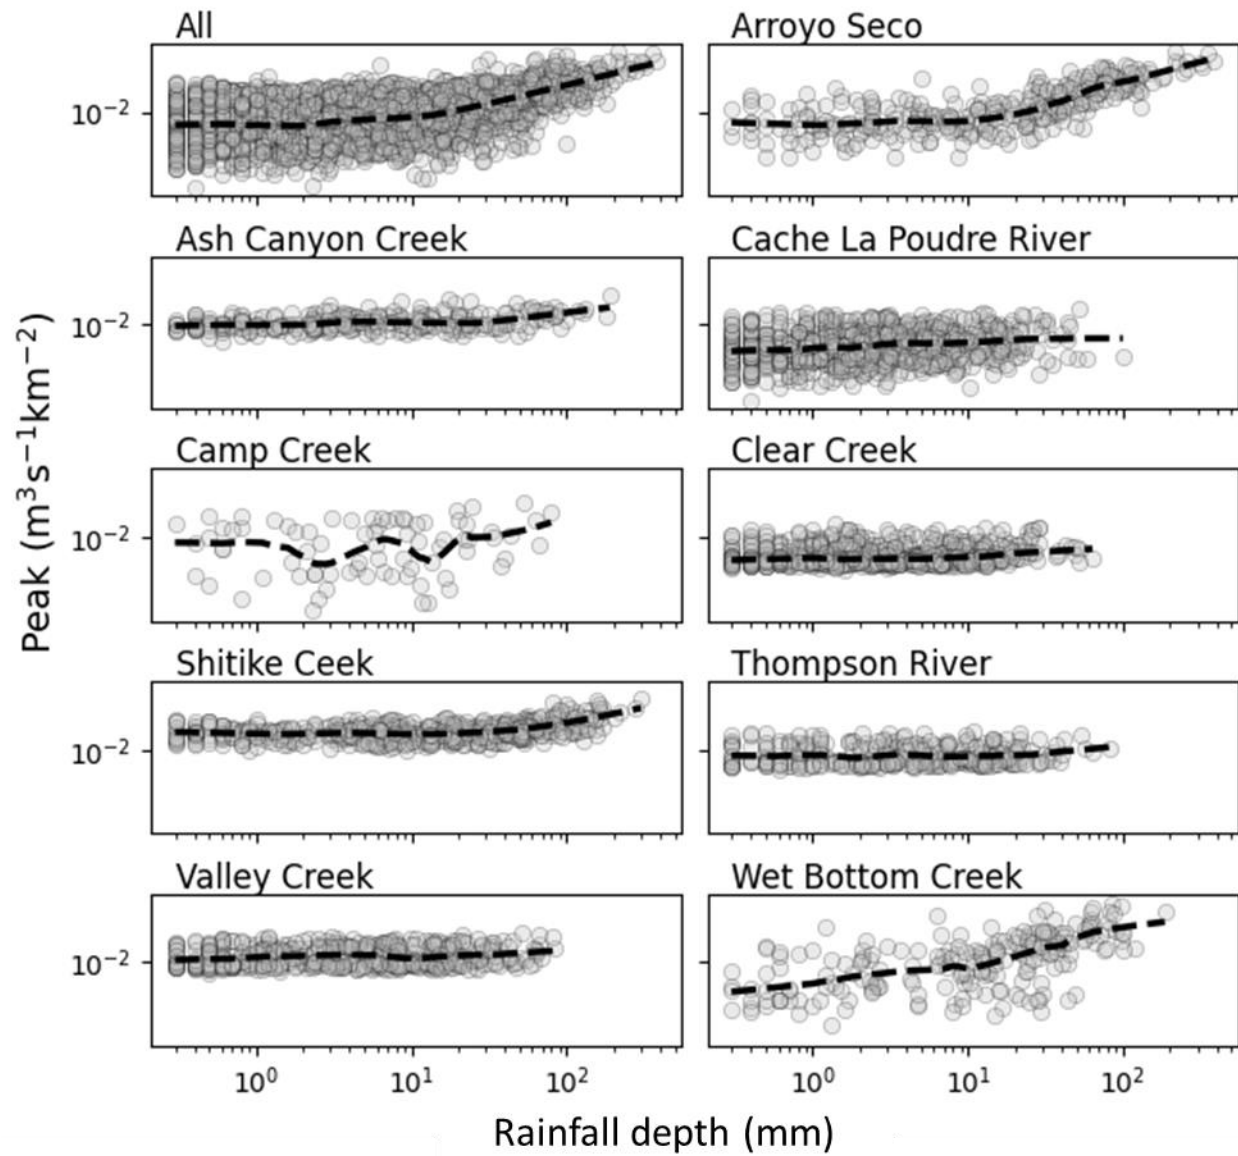 All
Arroyo Seco
10⁻²
Ash Canyon Creek
Cache La Poudre River
10⁻²
Camp Creek
Clear Creek
10⁻²
Shitike Ceek
Thompson River
10⁻²
Valley Creek
Wet Bottom Creek
10⁻²
10⁰ 10¹ 10² 10⁰ 10¹ 10²
Peak (m³s⁻¹km⁻²)
Rainfall depth (mm)